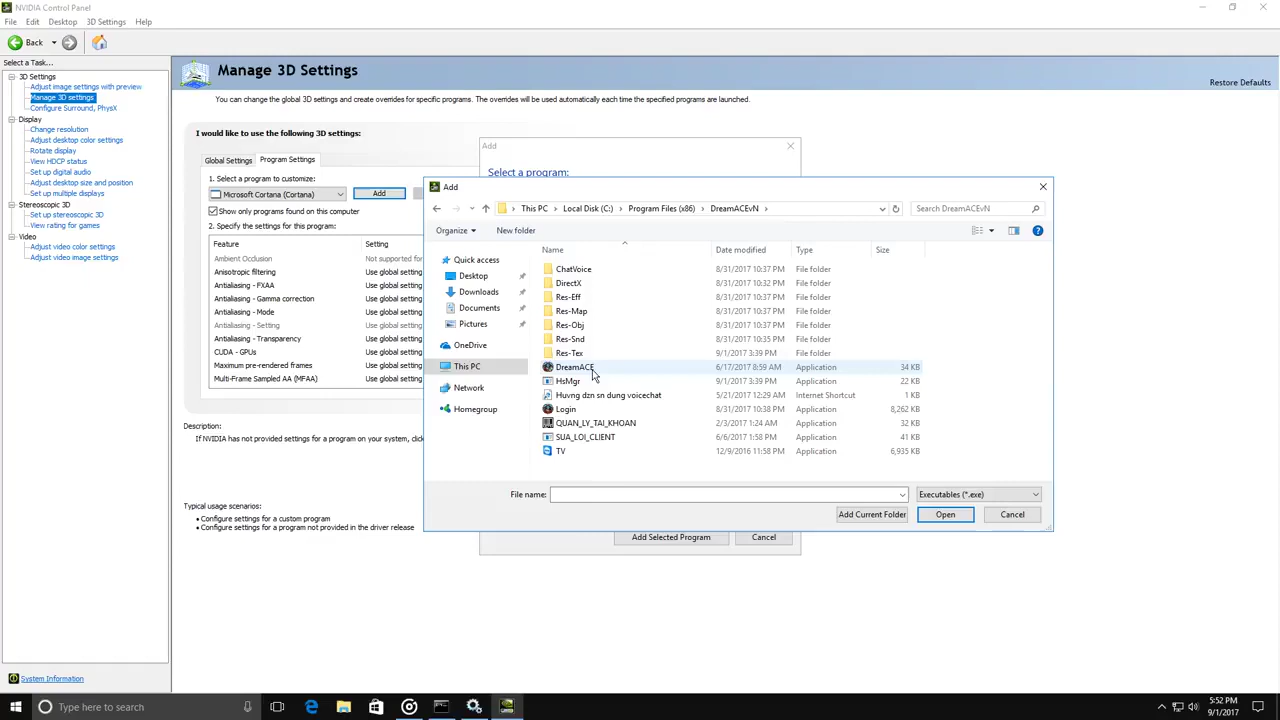 NVIDIA Control Panel
File Edit Desktop 3D Settings Help
Back
Select a Task...
3D Settings
Adjust image settings with preview
Manage 3D settings
Configure Surround, PhysX
Display
Change resolution
Adjust desktop color settings
Rotate display
View HDCP status
Set up digital audio
Adjust desktop size and position
Set up multiple displays
Stereoscopic 3D
Set up stereoscopic 3D
View rating for games
Video
Adjust video color settings
Adjust video image settings
System Information
Manage 3D Settings
Restore Defaults
You can change the global 3D settings and create overrides for specific programs. The overrides will be used automatically each time the specified programs are launched.
I would like to use the following 3D settings:
Global Settings Program Settings
1. Select a program to customize:
Microsoft Cortana (Cortana) Add
Show only programs found on this computer
2. Specify the settings for this program:
Feature Setting
Ambient Occlusion Not supported for
Anisotropic filtering Use global setting
Antialiasing - FXAA Use global setting
Antialiasing - Gamma correction Use global setting
Antialiasing - Mode Use global setting
Antialiasing - Setting Use global setting
Antialiasing - Transparency Use global setting
CUDA - GPUs Use global setting
Maximum pre-rendered frames Use global setting
Multi-Frame Sampled AA (MFAA) Use global setting
Description:
If NVIDIA has not provided settings for a program on your system, click
Typical usage scenarios:
• Configure settings for a custom program
• Configure settings for a program not provided in the driver release
Add
Select a program:
Add Selected Program Cancel
Add
This PC > Local Disk (C:) > Program Files (x86) > DreamACEvN >
Search DreamACEvN
Organize New folder
Quick access
Desktop
Downloads
Documents
Pictures
OneDrive
This PC
Network
Homegroup
Name Date modified Type Size
ChatVoice 8/31/2017 10:37 PM File folder
DirectX 8/31/2017 10:32 PM File folder
Res-Eff 8/31/2017 10:37 PM File folder
Res-Map 8/31/2017 10:37 PM File folder
Res-Obj 8/31/2017 10:37 PM File folder
Res-Snd 8/31/2017 10:35 PM File folder
Res-Tex 9/1/2017 3:39 PM File folder
DreamACE 6/17/2017 8:59 AM Application 34 KB
HsMgr 9/1/2017 3:39 PM Application 22 KB
Huvng dzn sn dung voicechat 5/21/2017 12:29 AM Internet Shortcut 1 KB
Login 8/31/2017 10:38 PM Application 8,262 KB
QUAN_LY_TAI_KHOAN 2/3/2017 1:24 AM Application 32 KB
SUA_LOI_CLIENT 6/6/2017 1:58 PM Application 41 KB
TV 12/9/2016 11:58 PM Application 6,935 KB
File name: Executables (*.exe)
Add Current Folder Open Cancel
Type here to search
5:52 PM
9/1/2017